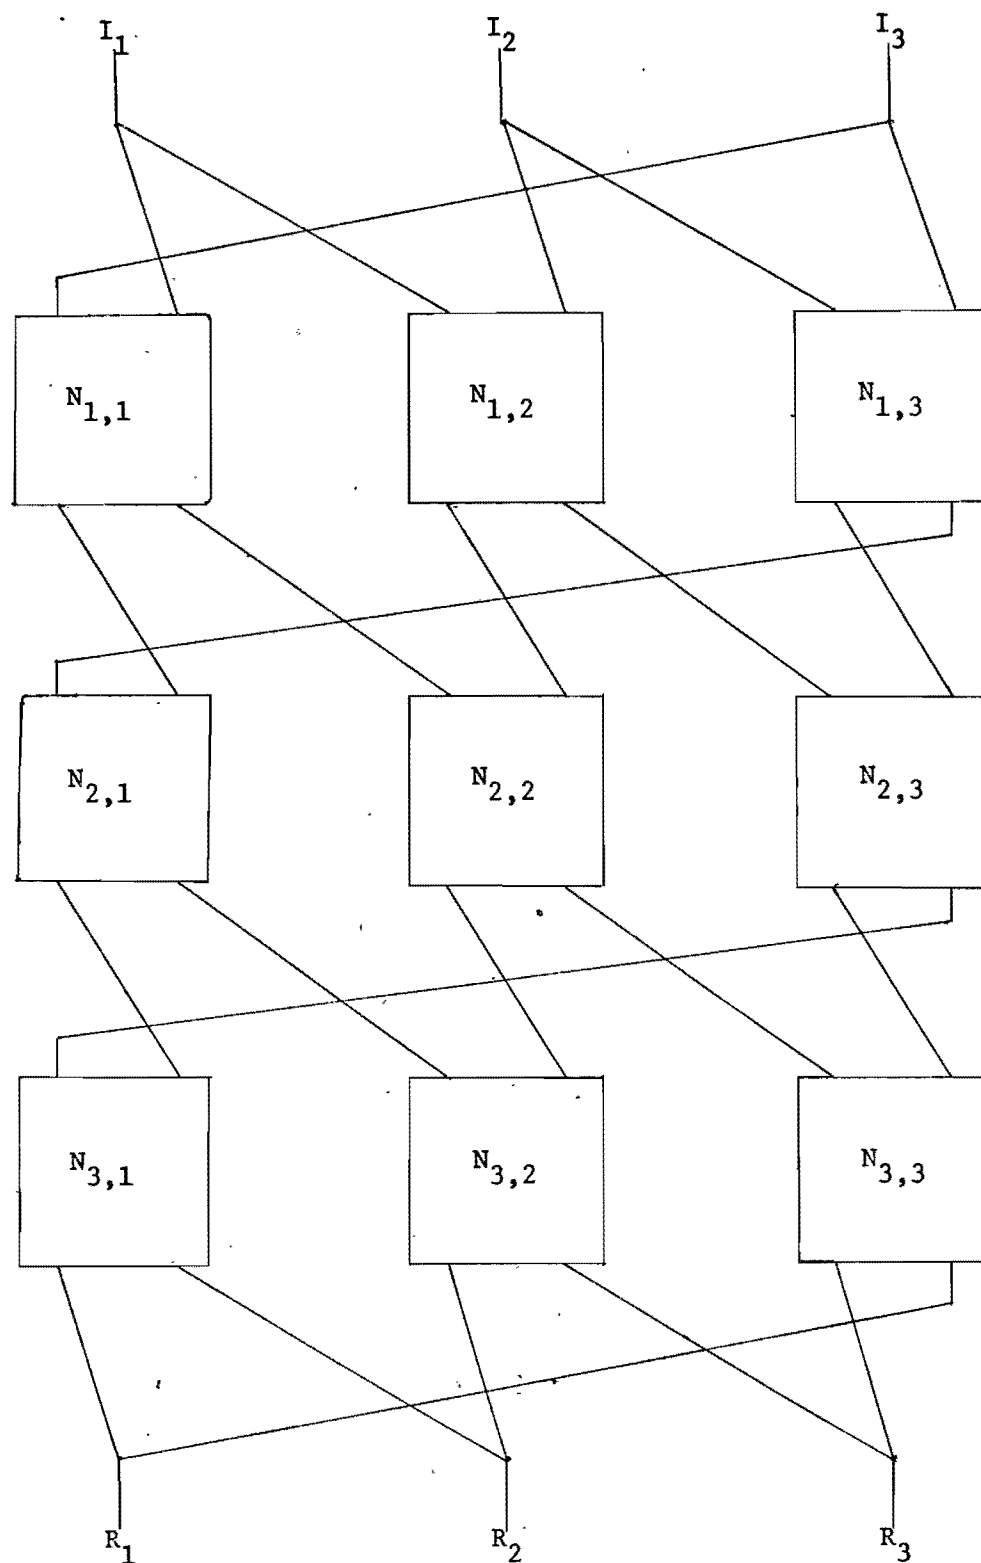 I1 I2 I3
N1,1 N1,2 N1,3
N2,1 N2,2 N2,3
N3,1 N3,2 N3,3
R1 R2 R3